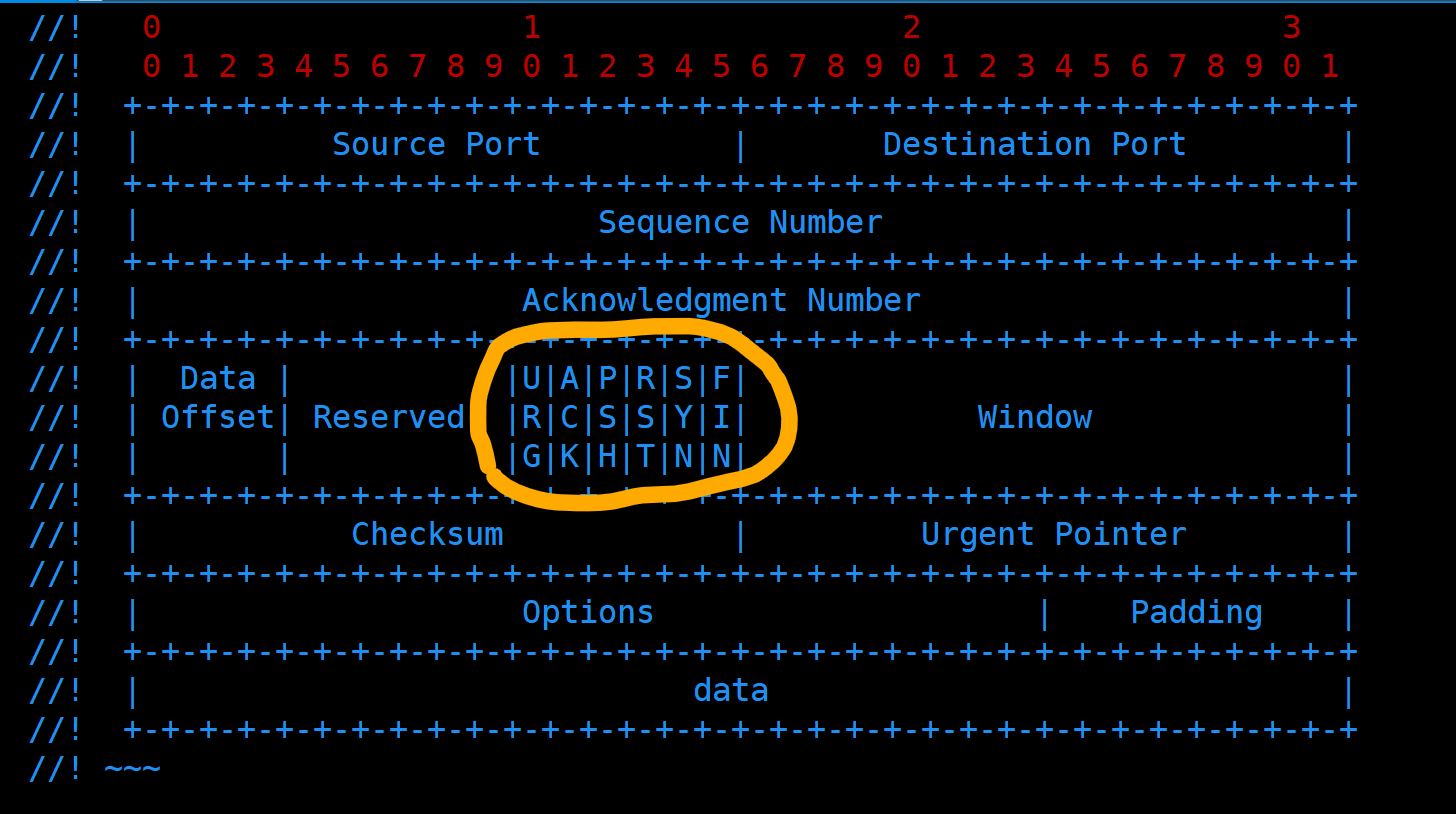 //!   0                   1                   2                   3
//!   0 1 2 3 4 5 6 7 8 9 0 1 2 3 4 5 6 7 8 9 0 1 2 3 4 5 6 7 8 9 0 1
//!  +-+-+-+-+-+-+-+-+-+-+-+-+-+-+-+-+-+-+-+-+-+-+-+-+-+-+-+-+-+-+-+-+
//!  |          Source Port          |       Destination Port        |
//!  +-+-+-+-+-+-+-+-+-+-+-+-+-+-+-+-+-+-+-+-+-+-+-+-+-+-+-+-+-+-+-+-+
//!  |                        Sequence Number                        |
//!  +-+-+-+-+-+-+-+-+-+-+-+-+-+-+-+-+-+-+-+-+-+-+-+-+-+-+-+-+-+-+-+-+
//!  |                    Acknowledgment Number                      |
//!  +-+-+-+-+-+-+-+-+-+-+-+-+-+-+-+-+-+-+-+-+-+-+-+-+-+-+-+-+-+-+-+-+
//!  |  Data |           |U|A|P|R|S|F|                               |
//!  | Offset| Reserved  |R|C|S|S|Y|I|            Window             |
//!  |       |           |G|K|H|T|N|N|                               |
//!  +-+-+-+-+-+-+-+-+-+-+-+-+-+-+-+-+-+-+-+-+-+-+-+-+-+-+-+-+-+-+-+-+
//!  |           Checksum            |         Urgent Pointer        |
//!  +-+-+-+-+-+-+-+-+-+-+-+-+-+-+-+-+-+-+-+-+-+-+-+-+-+-+-+-+-+-+-+-+
//!  |                    Options                    |    Padding    |
//!  +-+-+-+-+-+-+-+-+-+-+-+-+-+-+-+-+-+-+-+-+-+-+-+-+-+-+-+-+-+-+-+-+
//!  |                             data                              |
//!  +-+-+-+-+-+-+-+-+-+-+-+-+-+-+-+-+-+-+-+-+-+-+-+-+-+-+-+-+-+-+-+-+
//! ~~~